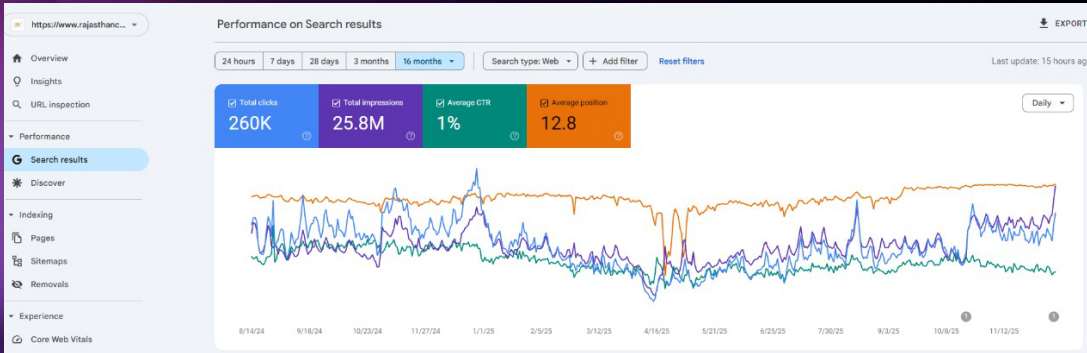 https://www.rajasthanc...
Performance on Search results
EXPORT
Overview
Insights
URL inspection
Performance
Search results
Discover
Indexing
Pages
Sitemaps
Removals
Experience
Core Web Vitals
24 hours 7 days 28 days 3 months 16 months
Search type: Web
+ Add filter
Reset filters
Last update: 15 hours ag
Total clicks
260K
Total impressions
25.8M
Average CTR
1%
Average position
12.8
Daily
8/14/24 9/18/24 10/23/24 11/27/24 1/1/25 2/5/25 3/12/25 4/16/25 5/21/25 6/25/25 7/30/25 9/3/25 10/8/25 11/12/25
1 1